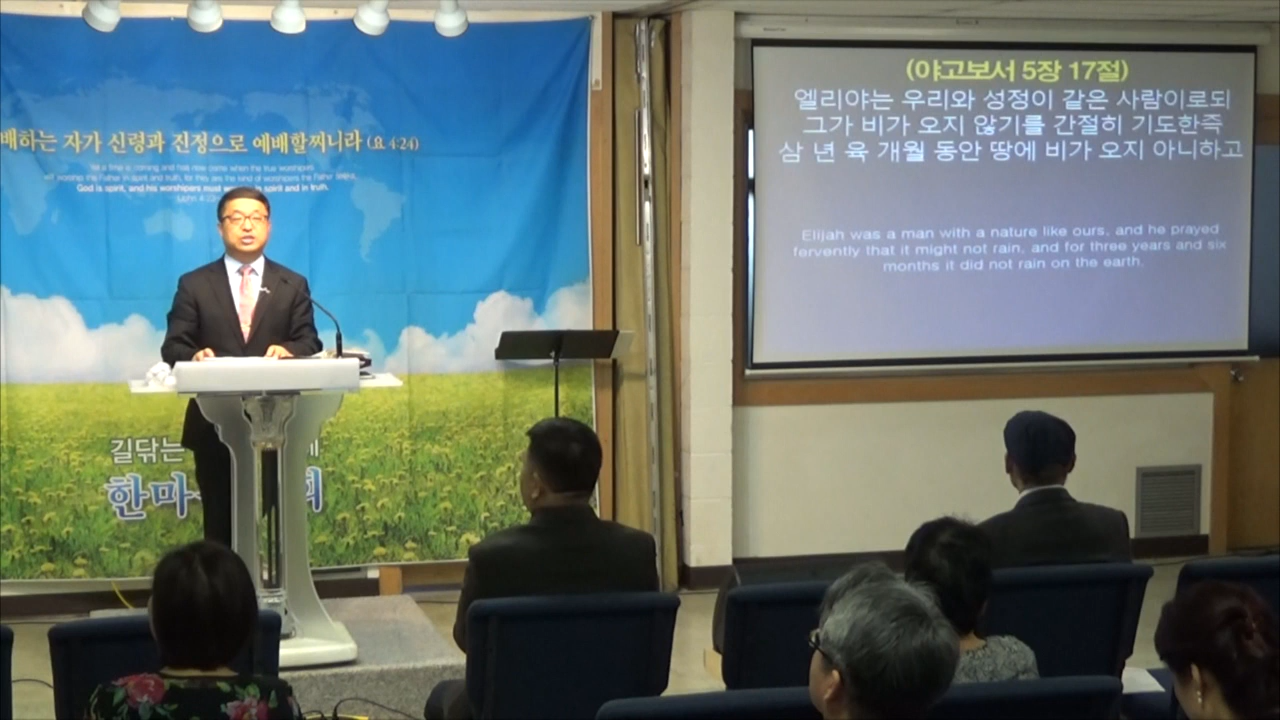 배하는 자가 신령과 진정으로 예배할찌니라 (요. 4:24)
God is spirit, and his worshipers must in spirit and in truth.
길닦는
한마
(야고보서 5장 17절)
엘리야는 우리와 성정이 같은 사람이로되
그가 비가 오지 않기를 간절히 기도한즉
삼 년 육 개월 동안 땅에 비가 오지 아니하고
Elijah was a man with a nature like ours, and he prayed
fervently that it might not rain, and for three years and six
months it did not rain on the earth.